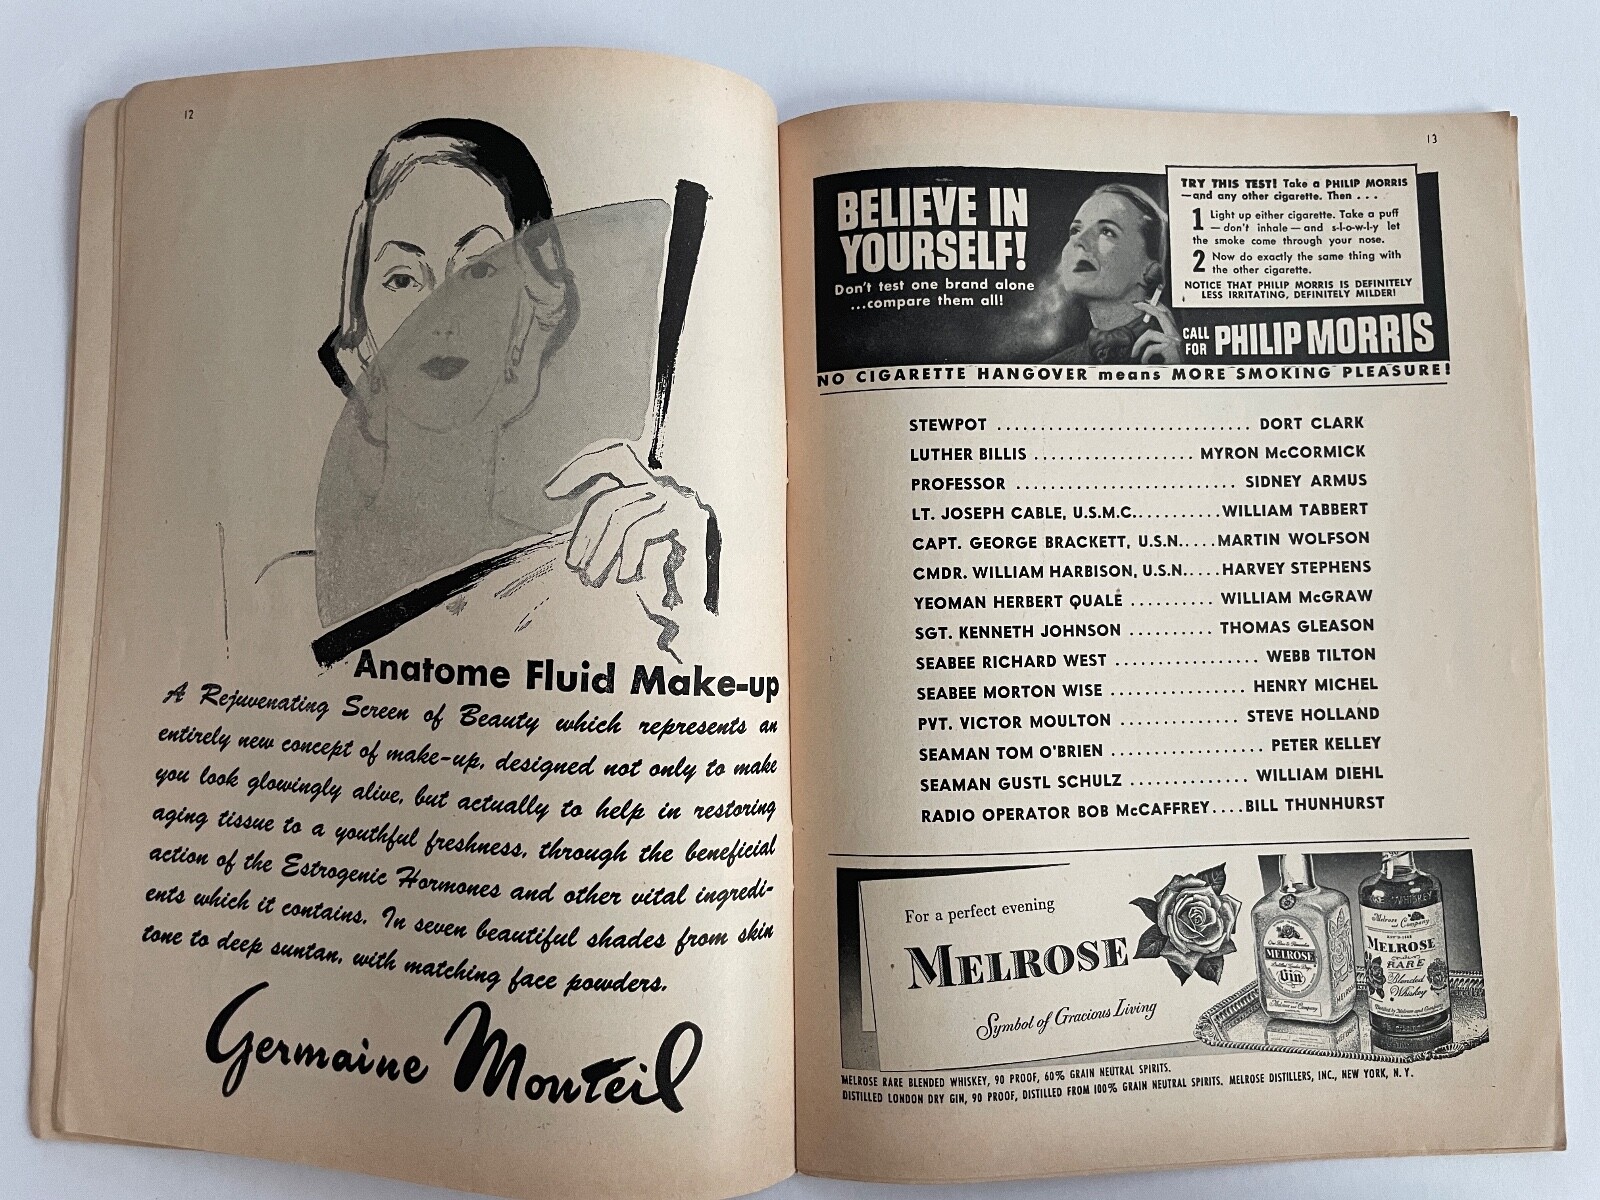 12
Anatome Fluid Make-up
A Rejuvenating Screen of Beauty which represents an
entirely new concept of make-up, designed not only to make
you look glowingly alive, but actually to help in restoring
aging tissue to a youthful freshness, through the beneficial
action of the Estrogenic Hormones and other vital ingredi-
ents which it contains. In seven beautiful shades from skin
tone to deep suntan, with matching face powders.
Germaine Monteil
13
BELIEVE IN
YOURSELF!
Don't test one brand alone
...compare them all!
TRY THIS TEST! Take a PHILIP MORRIS
—and any other cigarette. Then . . .
1 Light up either cigarette. Take a puff
—don't inhale—and s-l-o-w-l-y let
the smoke come through your nose.
2 Now do exactly the same thing with
the other cigarette.
NOTICE THAT PHILIP MORRIS IS DEFINITELY
LESS IRRITATING, DEFINITELY MILDER!
CALL
FOR PHILIP MORRIS
NO CIGARETTE HANGOVER means MORE SMOKING PLEASURE!
STEWPOT ............................. DORT CLARK
LUTHER BILLIS .................. MYRON McCORMICK
PROFESSOR ......................... SIDNEY ARMUS
LT. JOSEPH CABLE, U.S.M.C..........WILLIAM TABBERT
CAPT. GEORGE BRACKETT, U.S.N.....MARTIN WOLFSON
CMDR. WILLIAM HARBISON, U.S.N.....HARVEY STEPHENS
YEOMAN HERBERT QUALE .......... WILLIAM McGRAW
SGT. KENNETH JOHNSON .......... THOMAS GLEASON
SEABEE RICHARD WEST ................. WEBB TILTON
SEABEE MORTON WISE ................ HENRY MICHEL
PVT. VICTOR MOULTON ............. STEVE HOLLAND
SEAMAN TOM O'BRIEN .................. PETER KELLEY
SEAMAN GUSTL SCHULZ .............. WILLIAM DIEHL
RADIO OPERATOR BOB McCAFFREY....BILL THUNHURST
For a perfect evening
MELROSE
Symbol of Gracious Living
MELROSE
Gin
Melrose and Company
MELROSE
RARE
Blended
Whiskey
MELROSE RARE BLENDED WHISKEY, 90 PROOF, 60% GRAIN NEUTRAL SPIRITS.
DISTILLED LONDON DRY GIN, 90 PROOF, DISTILLED FROM 100% GRAIN NEUTRAL SPIRITS. MELROSE DISTILLERS, INC., NEW YORK, N.Y.